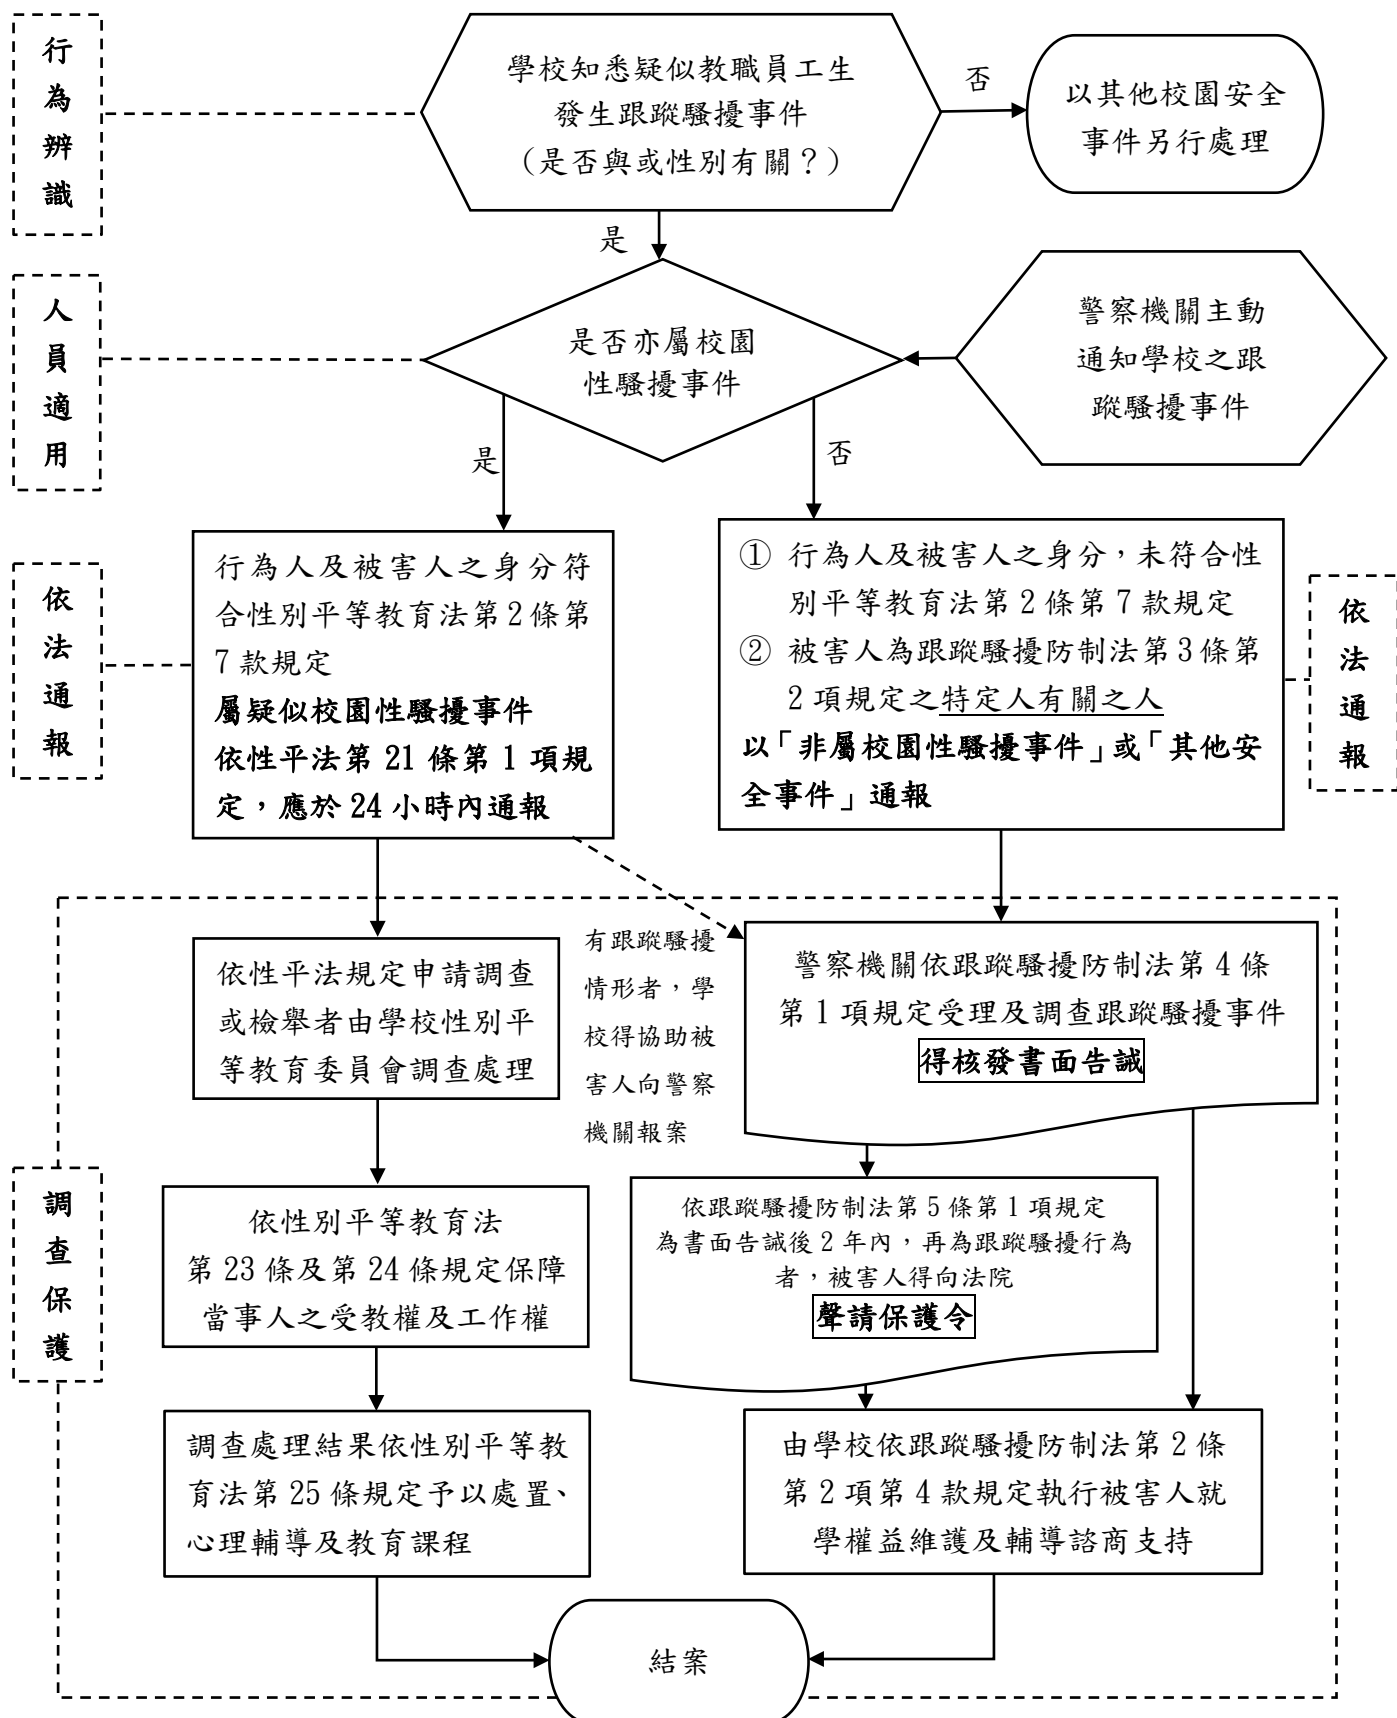 行
為
辨
識
學校知悉疑似教職員工生
發生跟蹤騷擾事件
（是否與或性別有關？）
否
以其他校園安全
事件另行處理
是
人
員
適
用
是否亦屬校園
性騷擾事件
警察機關主動
通知學校之跟
蹤騷擾事件
是
否
依
法
通
報
行為人及被害人之身分符
合性別平等教育法第2條第
7款規定
屬疑似校園性騷擾事件
依性平法第21條第1項規
定，應於24小時內通報
① 行為人及被害人之身分，未符合性
別平等教育法第2條第7款規定
② 被害人為跟蹤騷擾防制法第3條第
2項規定之特定人有關之人
以「非屬校園性騷擾事件」或「其他安
全事件」通報
依
法
通
報
調
查
保
護
依性平法規定申請調查
或檢舉者由學校性別平
等教育委員會調查處理
有跟蹤騷擾
情形者，學
校得協助被
害人向警察
機關報案
警察機關依跟蹤騷擾防制法第4條
第1項規定受理及調查跟蹤騷擾事件
得核發書面告誡
依性別平等教育法
第23條及第24條規定保障
當事人之受教權及工作權
依跟蹤騷擾防制法第5條第1項規定
為書面告誡後2年內，再為跟蹤騷擾行為
者，被害人得向法院
聲請保護令
調查處理結果依性別平等教
育法第25條規定予以處置、
心理輔導及教育課程
由學校依跟蹤騷擾防制法第2條
第2項第4款規定執行被害人就
學權益維護及輔導諮商支持
結案